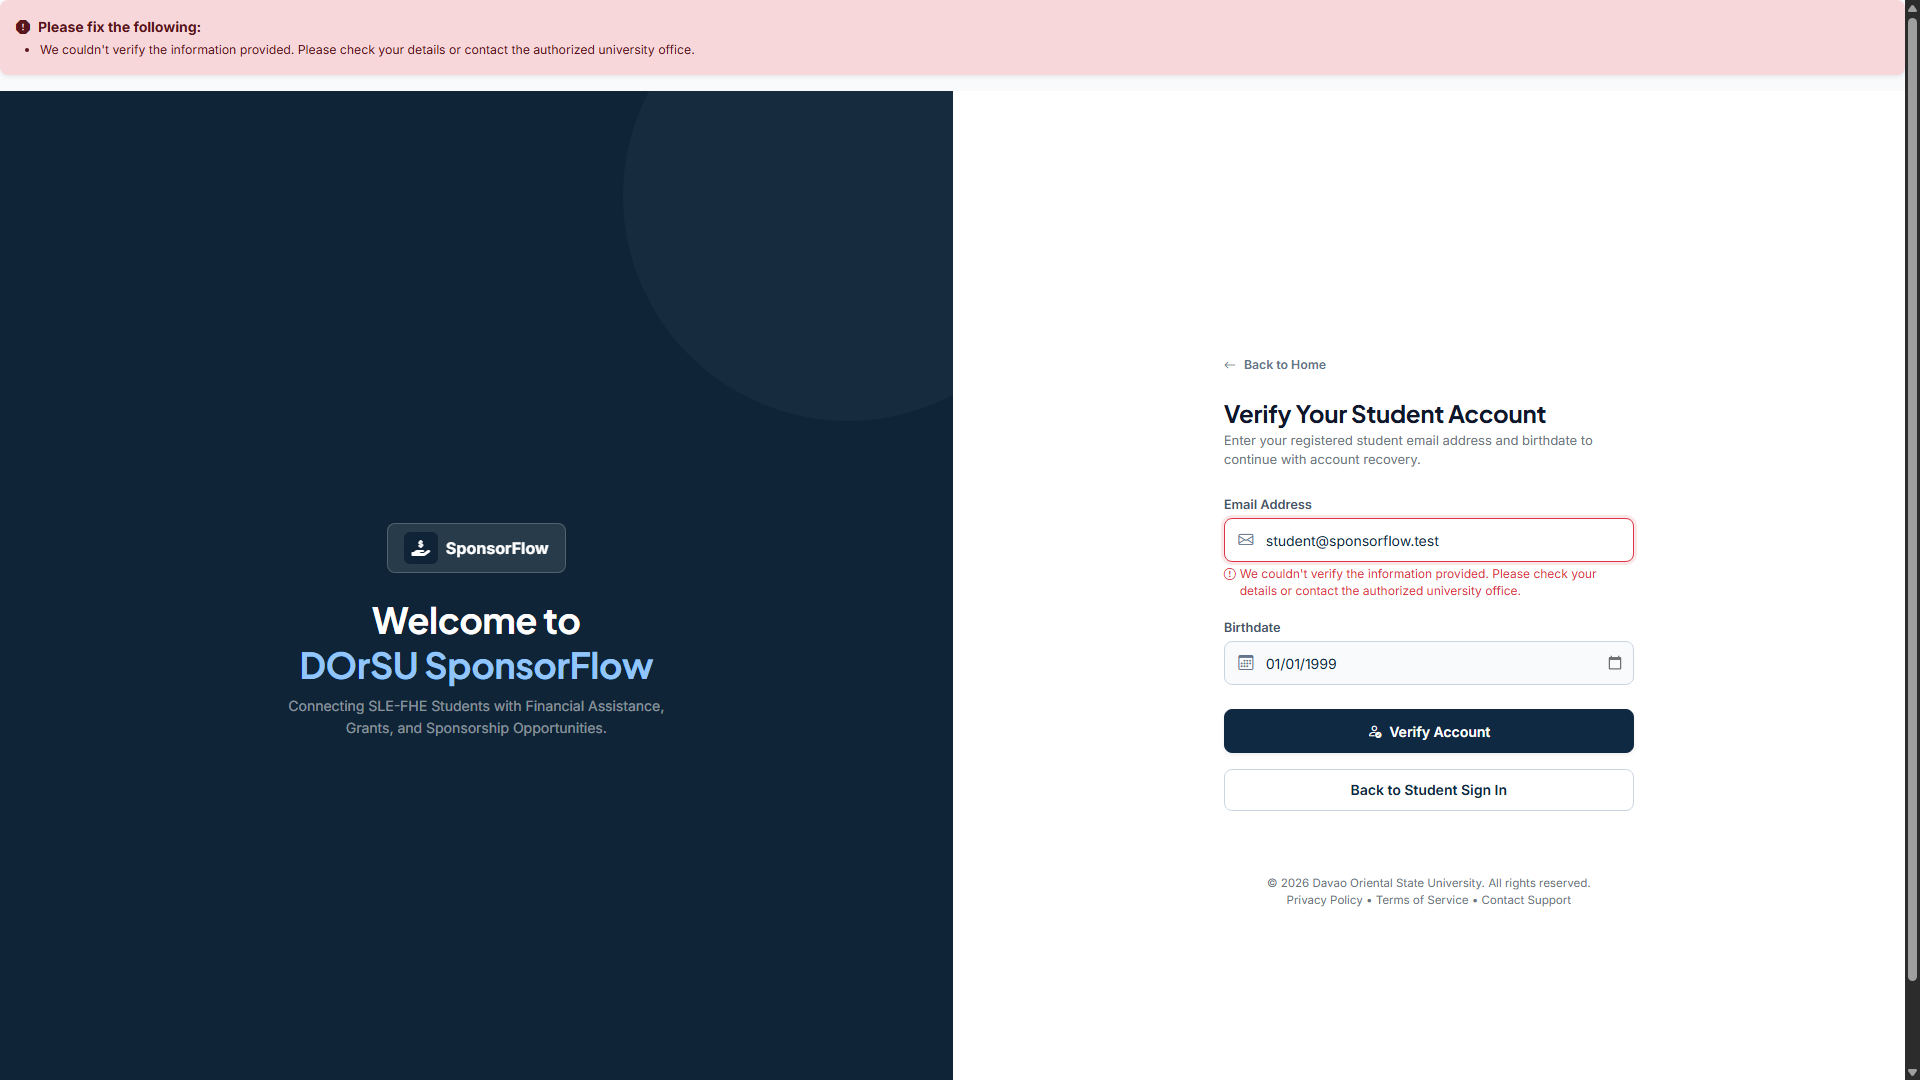 Please fix the following:
• We couldn't verify the information provided. Please check your details or contact the authorized university office.
SponsorFlow
Welcome to
DOrSU SponsorFlow
Connecting SLE-FHE Students with Financial Assistance,
Grants, and Sponsorship Opportunities.
← Back to Home
Verify Your Student Account
Enter your registered student email address and birthdate to
continue with account recovery.
Email Address
student@sponsorflow.test
We couldn't verify the information provided. Please check your
details or contact the authorized university office.
Birthdate
01/01/1999
Verify Account
Back to Student Sign In
© 2026 Davao Oriental State University. All rights reserved.
Privacy Policy • Terms of Service • Contact Support